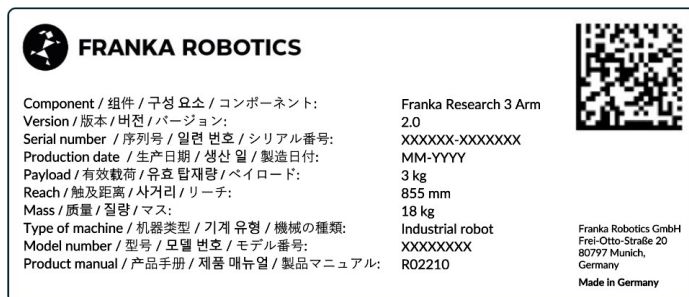 FRANKA ROBOTICS
Component / 组件 / 구성 요소 / コンポーネント: Franka Research 3 Arm
Version / 版本 / 버전 / バージョン: 2.0
Serial number / 序列号 / 일련 번호 / シリアル番号: XXXXXX-XXXXXXX
Production date / 生产日期 / 생산 일 / 製造日付: MM-YYYY
Payload / 有效载荷 / 유효 탑재량 / ペイロード: 3 kg
Reach / 触及距离 / 사거리 / リーチ: 855 mm
Mass / 质量 / 질량 / マス: 18 kg
Type of machine / 机器类型 / 기계 유형 / 機械の種類: Industrial robot
Model number / 型号 / 모델 번호 / モデル番号: XXXXXXXX
Product manual / 产品手册 / 제품 매뉴얼 / 製品マニュアル: R02210
Franka Robotics GmbH
Frei-Otto-Straße 20
80797 Munich,
Germany
Made in Germany